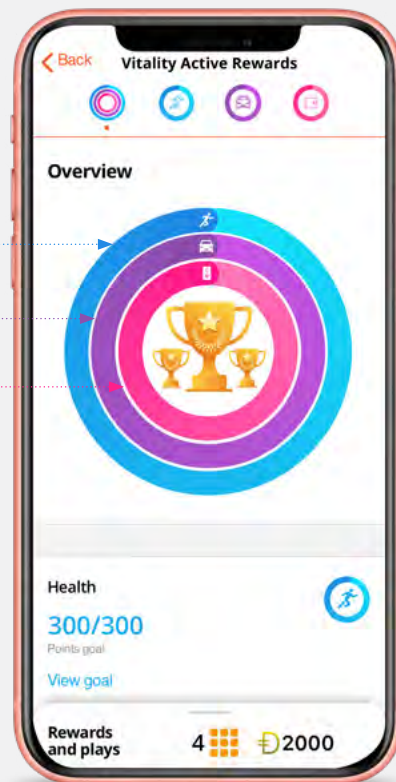 Back
Vitality Active Rewards
Overview
Health
300/300
Points goal
View goal
Rewards
and plays
4
2000